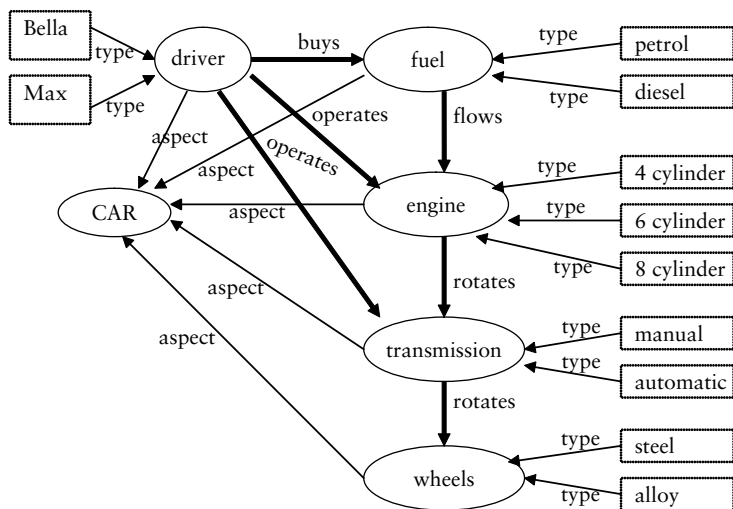 Bella
type
driver
buys
fuel
type
petrol
Max
type
operates
type
diesel
flows
aspect
operates
aspect
type
4 cylinder
CAR
aspect
engine
type
6 cylinder
type
8 cylinder
aspect
rotates
aspect
transmission
type
manual
type
automatic
rotates
wheels
type
steel
type
alloy